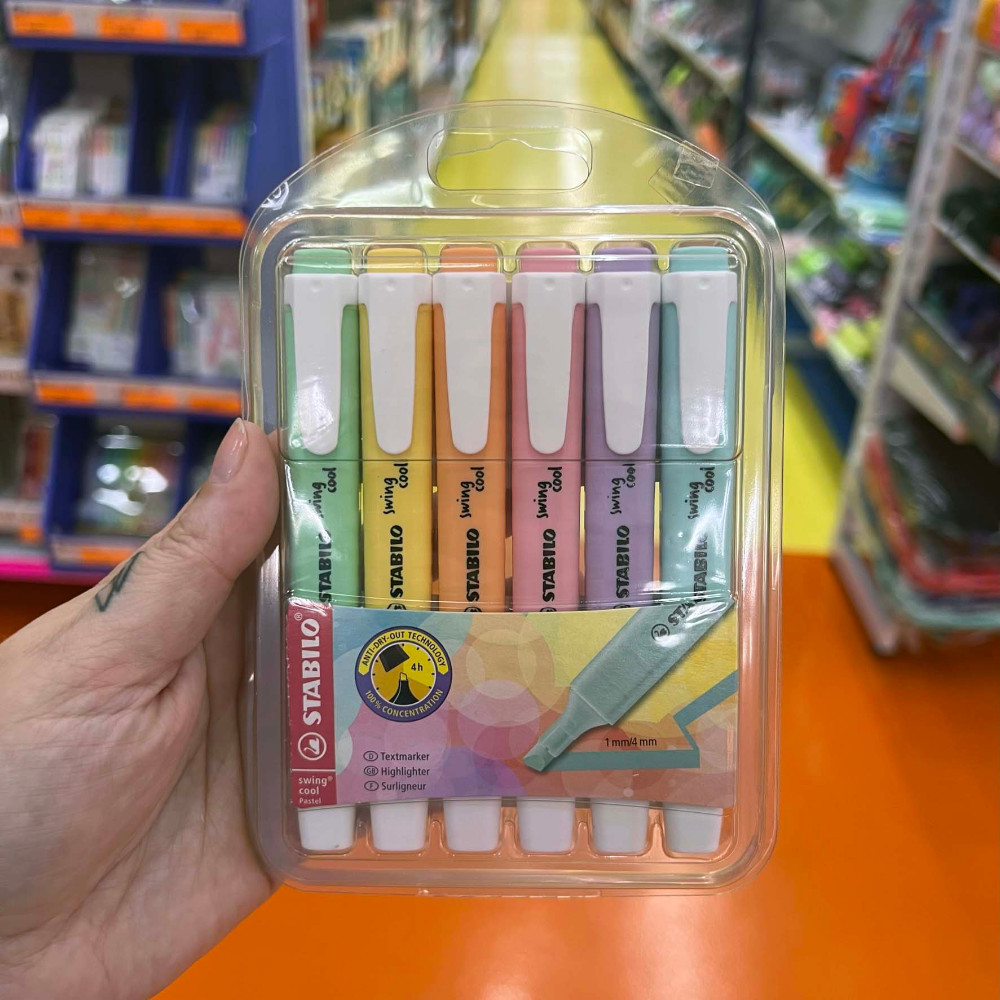 swing
cool
STABILO
swing
cool
STABILO
swing
cool
STABILO
swing
cool
STABILO
swing
cool
STABILO
swing
cool
STABILO
STABILO®
swing®
cool
Pastel
ANTI-DRY-OUT TECHNOLOGY
4h
100% CONCENTRATION
D Textmarker
GB Highlighter
F Surligneur
STABILO
1 mm/4 mm